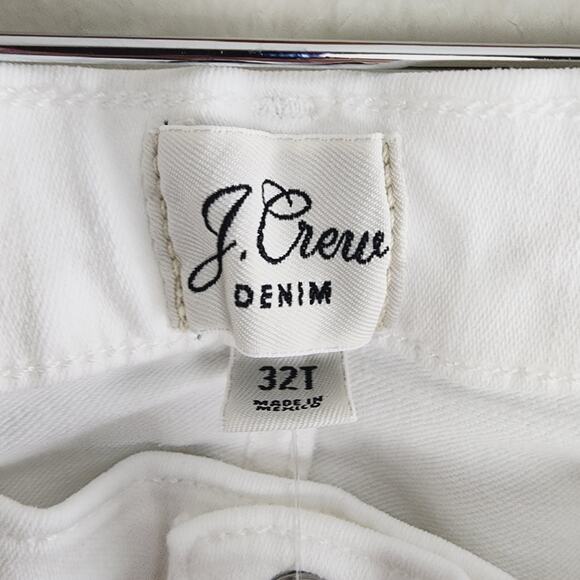 J.Crew
DENIM
32T
MADE IN
MEXICO